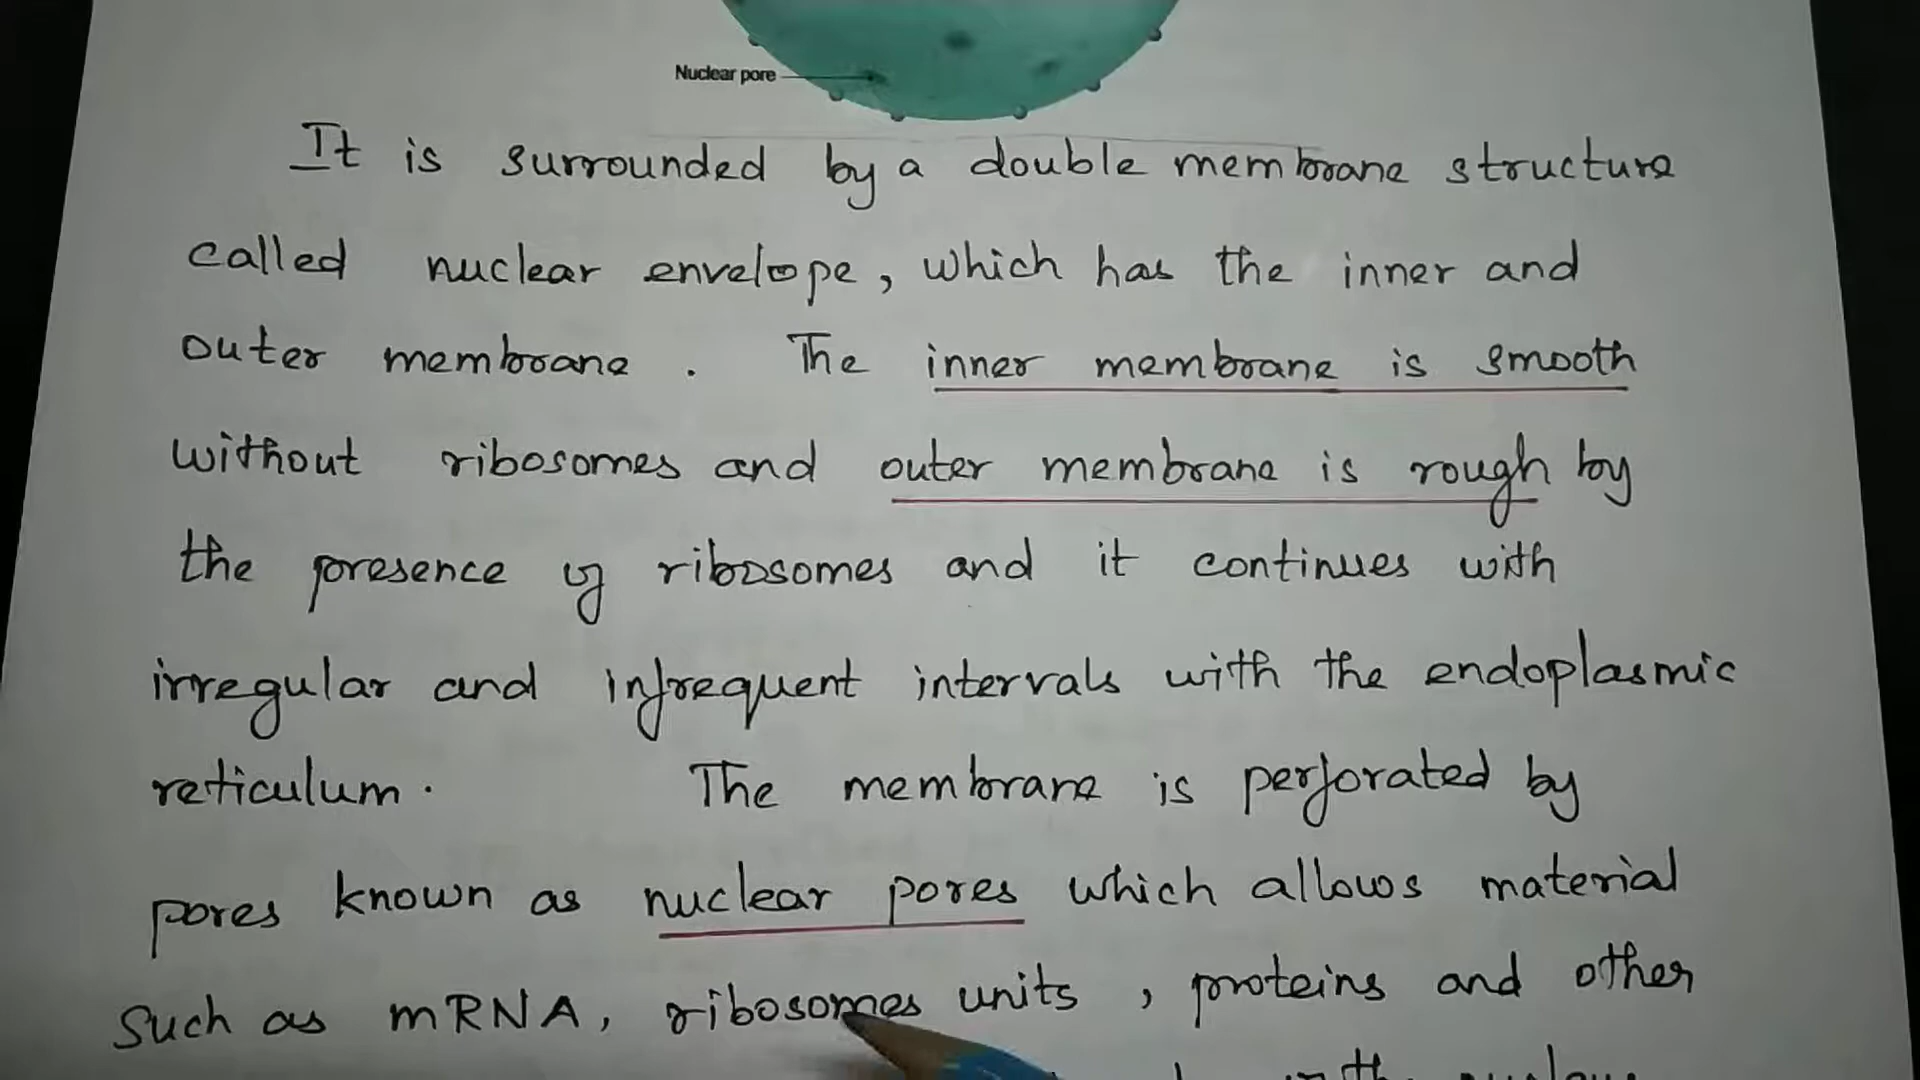 Nuclear pore
It is surrounded by a double membrane structure
called nuclear envelope, which has the inner and
outer membrane . The inner membrane is smooth
without ribosomes and outer membrane is rough by
the presence of ribosomes and it continues with
irregular and infrequent intervals with the endoplasmic
reticulum. The membrane is perforated by
pores known as nuclear pores which allows material
such as mRNA, ribosomes units , proteins and other